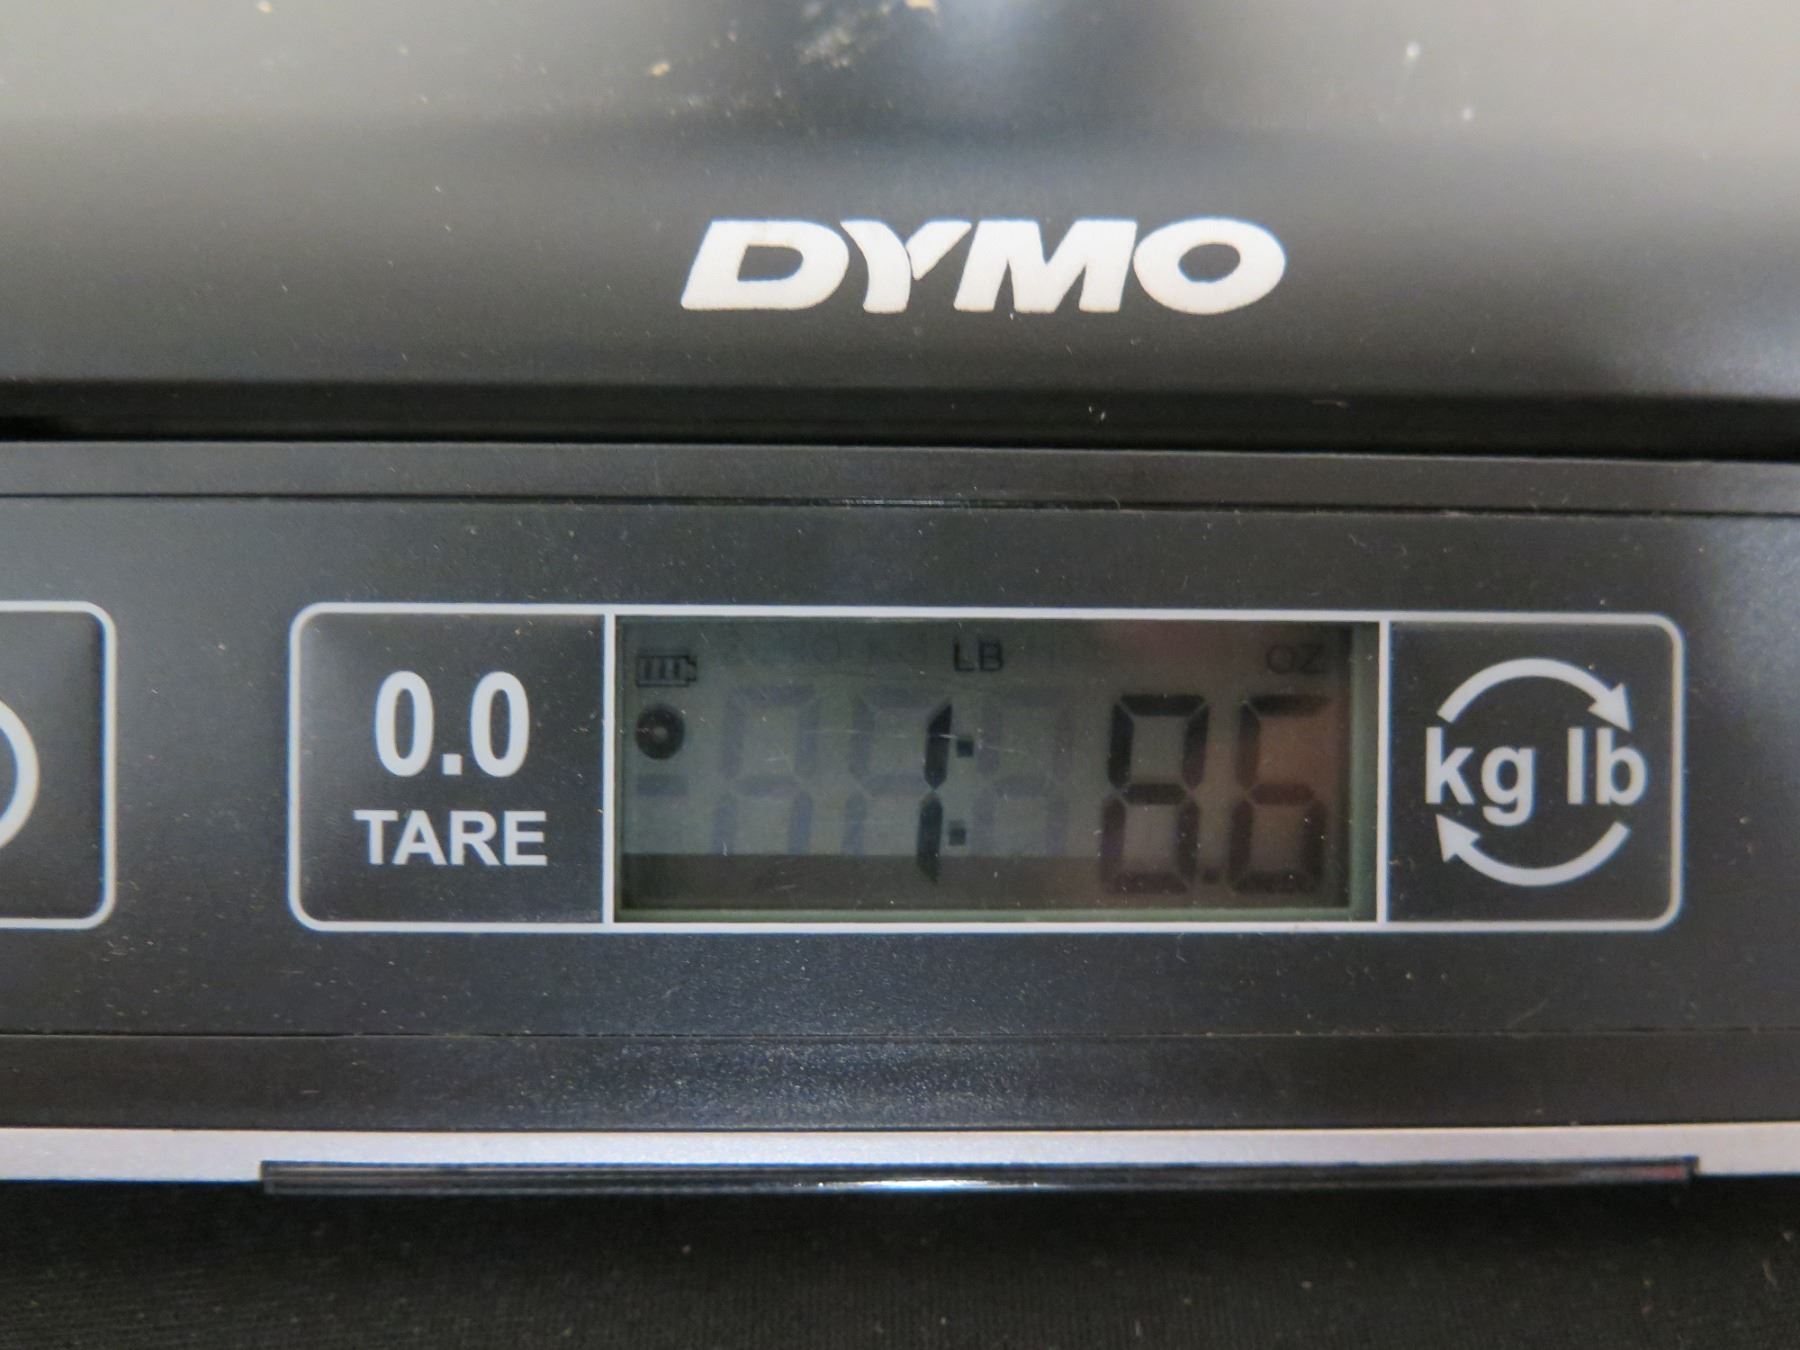 DYMO
LB OZ
0.0
TARE
1: 8.6
kg lb